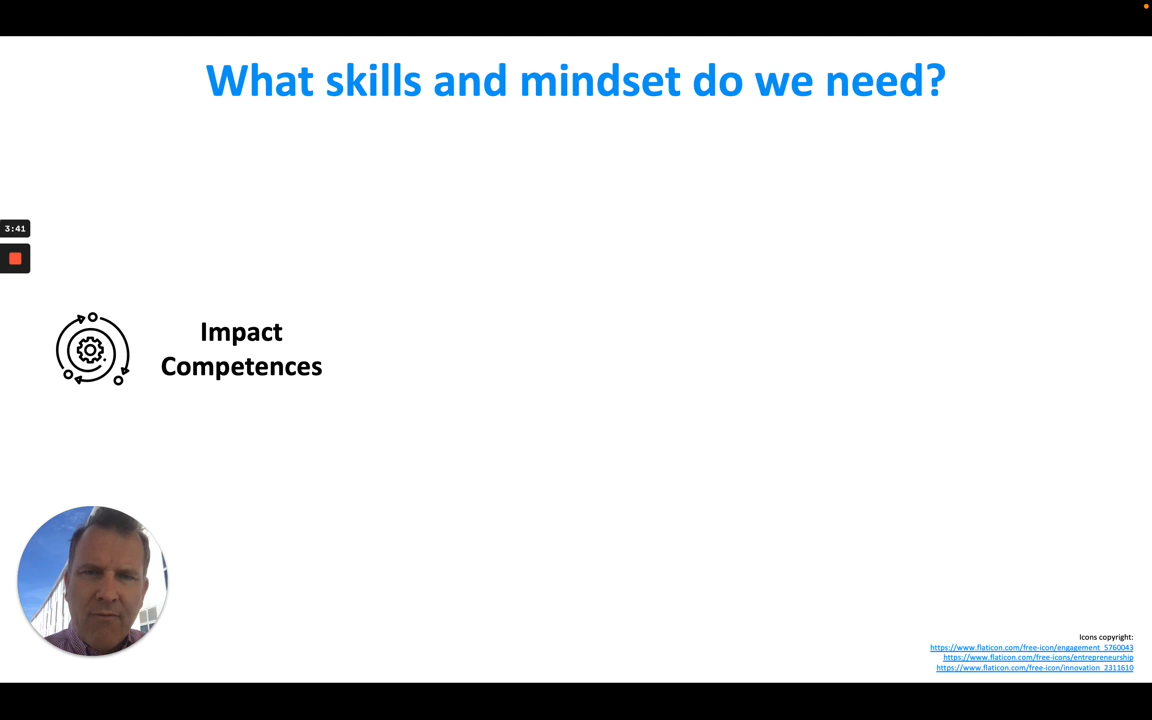 What skills and mindset do we need?
3:41
Impact
Competences
Icons copyright:
https://www.flaticon.com/free-icon/engagement_5760043
https://www.flaticon.com/free-icons/entrepreneurship
https://www.flaticon.com/free-icon/innovation_2311610